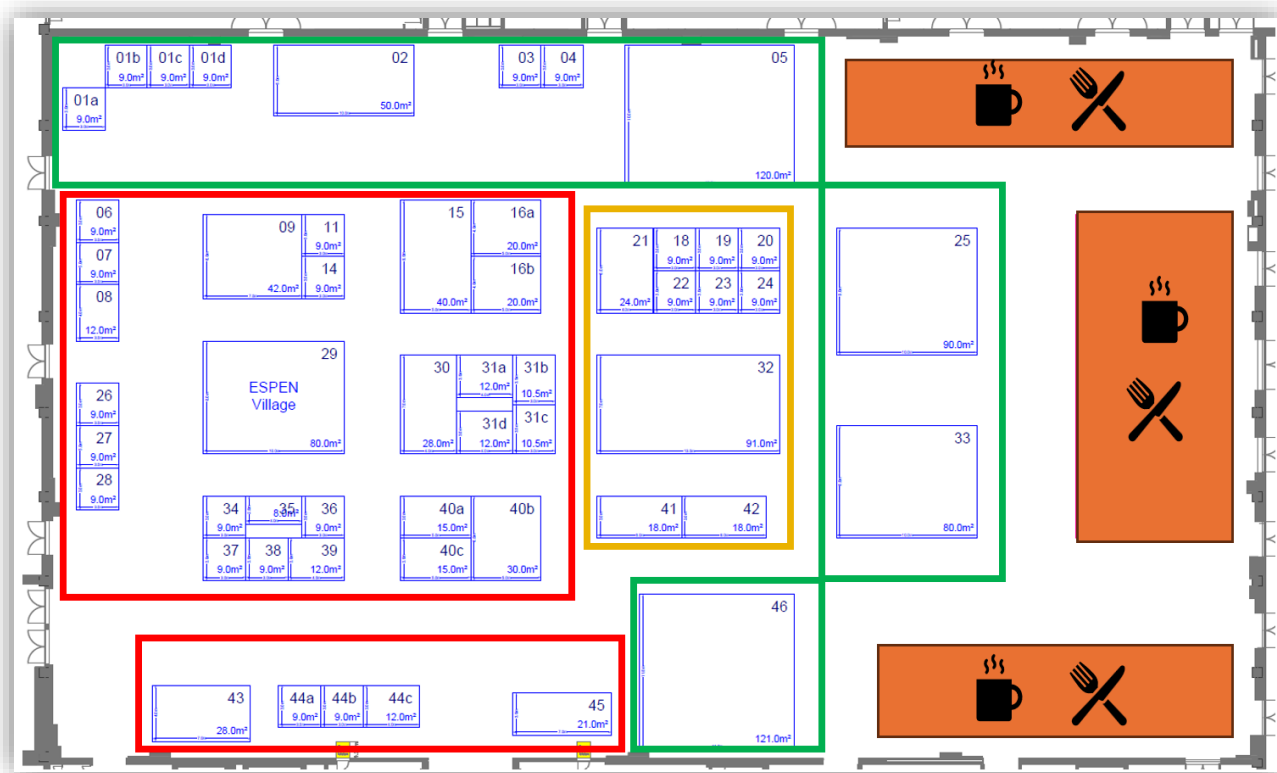 01b 01c 01d
9.0m² 9.0m² 9.0m²
01a
9.0m²
02
50.0m²
03 04
9.0m² 9.0m²
05
120.0m²
06
9.0m²
07
9.0m²
08
12.0m²
09
42.0m²
11
9.0m²
14
9.0m²
15
40.0m²
16a
20.0m²
16b
20.0m²
21
24.0m²
18 19 20
9.0m² 9.0m² 9.0m²
22 23 24
9.0m² 9.0m² 9.0m²
25
90.0m²
26
9.0m²
27
9.0m²
28
9.0m²
29
ESPEN
Village
80.0m²
30
28.0m²
31a
12.0m²
31b
10.5m²
31d
12.0m²
31c
10.5m²
32
91.0m²
33
80.0m²
34 35 36
9.0m² 8.0m² 9.0m²
37 38 39
9.0m² 9.0m² 12.0m²
40a
15.0m²
40b
30.0m²
40c
15.0m²
41 42
18.0m² 18.0m²
43
28.0m²
44a 44b 44c
9.0m² 9.0m² 12.0m²
45
21.0m²
46
121.0m²